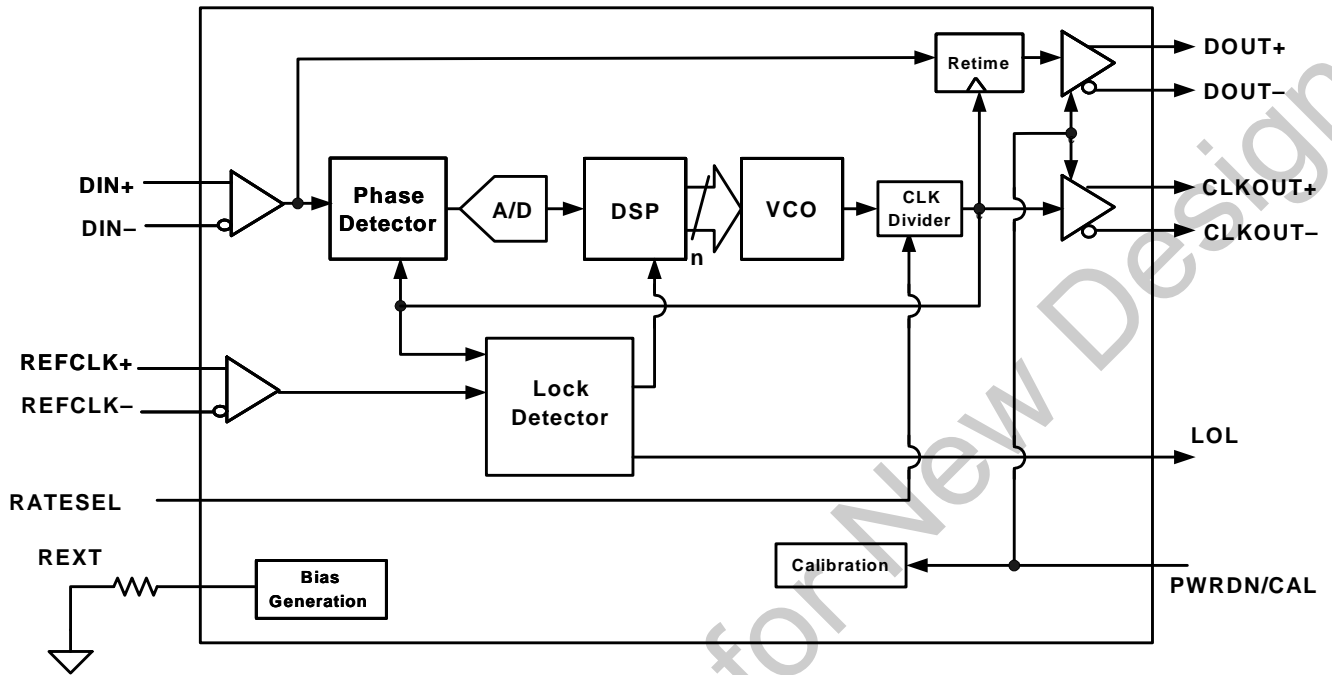 DOUT+
Retime
DOUT–
DIN+
DIN–
Phase
Detector
A/D
DSP
n
VCO
CLK
Divider
CLKOUT+
CLKOUT–
REFCLK+
REFCLK–
Lock
Detector
LOL
RATESEL
REXT
Bias
Generation
Calibration
PWRDN/CAL
for New Design